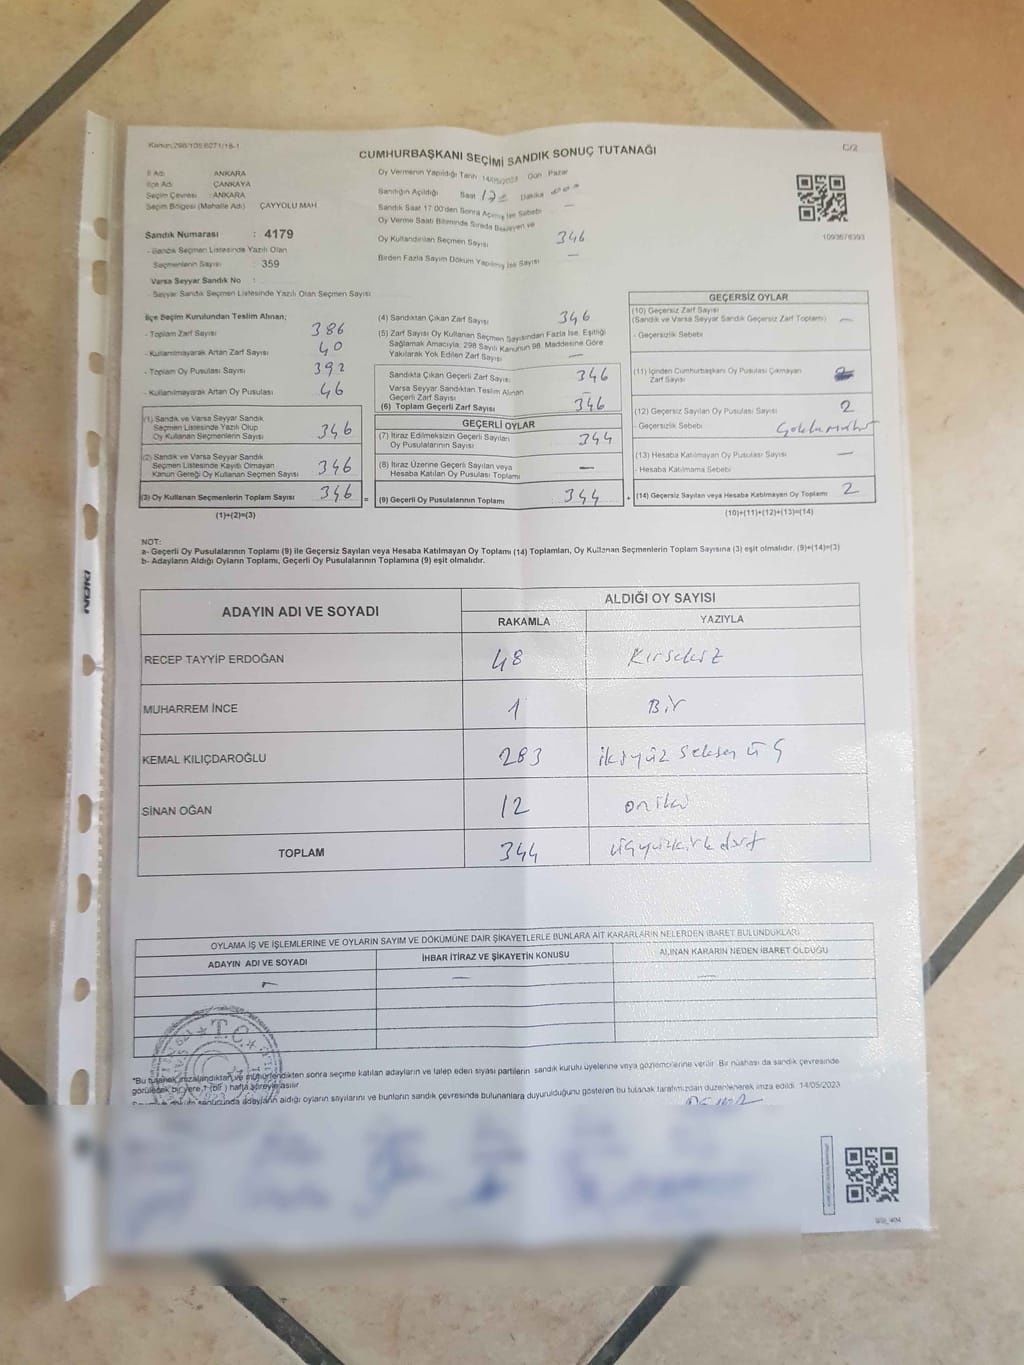 Kanun:298/105 6271/18-1
C/2
CUMHURBAŞKANI SEÇİMİ SANDIK SONUÇ TUTANAĞI
İl Adı ANKARA
İlçe Adı ÇANKAYA
Seçim Çevresi : ANKARA
Seçim Bölgesi (Mahalle Adı) ÇAYYOLU MAH.
Sandık Numarası : 4179
- Sandık Seçmen Listesinde Yazılı Olan
Seçmenlerin Sayısı : 359
Varsa Seyyar Sandık No :
- Seyyar Sandık Seçmen Listesinde Yazılı Olan Seçmen Sayısı
Oy Vermenin Yapıldığı Tarih 14/05/2023 Gün Pazar
Sandığın Açıldığı Saat Dakika
Sandık Saat 17:00'den Sonra Açılmış İse Sebebi —
Oy Verme Saati Bitiminde Sırada Bekleyen ve
Oy Kullandırılan Seçmen Sayısı 346
Birden Fazla Sayım Döküm Yapılmış İse Sayısı —
1093678393
İlçe Seçim Kurulundan Teslim Alınan;
- Toplam Zarf Sayısı 386
- Kullanılmayarak Artan Zarf Sayısı 40
- Toplam Oy Pusulası Sayısı 392
- Kullanılmayarak Artan Oy Pusulası 46
(1) Sandık ve Varsa Seyyar Sandık
Seçmen Listesinde Yazılı Olup
Oy Kullanan Seçmenlerin Sayısı 346
(2) Sandık ve Varsa Seyyar Sandık
Seçmen Listesinde Kayıtlı Olmayan
Kanun Gereği Oy Kullanan Seçmen Sayısı 346
(3) Oy Kullanan Seçmenlerin Toplam Sayısı 346 =
(1)+(2)=(3)
(4) Sandıktan Çıkan Zarf Sayısı 346
(5) Zarf Sayısı Oy Kullanan Seçmen Sayısından Fazla İse, Eşitliği
Sağlamak Amacıyla, 298 Sayılı Kanunun 98. Maddesine Göre
Yakılarak Yok Edilen Zarf Sayısı —
Sandıkta Çıkan Geçerli Zarf Sayısı 346
Varsa Seyyar Sandıktan Teslim Alınan
Geçerli Zarf Sayısı —
(6) Toplam Geçerli Zarf Sayısı 346
GEÇERLİ OYLAR
(7) İtiraz Edilmeksizin Geçerli Sayılan
Oy Pusulalarının Sayısı 344
(8) İtiraz Üzerine Geçerli Sayılan veya
Hesaba Katılan Oy Pusulası Toplamı —
(9) Geçerli Oy Pusulalarının Toplamı 344 +
GEÇERSİZ OYLAR
(10) Geçersiz Zarf Sayısı
(Sandık ve Varsa Seyyar Sandık Geçersiz Zarf Toplamı) —
- Geçersizlik Sebebi
(11) İçinden Cumhurbaşkanı Oy Pusulası Çıkmayan
Zarf Sayısı
(12) Geçersiz Sayılan Oy Pusulası Sayısı 2
- Geçersizlik Sebebi
(13) Hesaba Katılmayan Oy Pusulası Sayısı —
- Hesaba Katılmama Sebebi
(14) Geçersiz Sayılan veya Hesaba Katılmayan Oy Toplamı 2
(10)+(11)+(12)+(13)=(14)
NOT:
a- Geçerli Oy Pusulalarının Toplamı (9) ile Geçersiz Sayılan veya Hesaba Katılmayan Oy Toplamı (14) Toplamları, Oy Kullanan Seçmenlerin Toplam Sayısına (3) eşit olmalıdır. (9)+(14)=(3)
b- Adayların Aldığı Oyların Toplamı, Geçerli Oy Pusulalarının Toplamına (9) eşit olmalıdır.
ADAYIN ADI VE SOYADI ALDIĞI OY SAYISI
RAKAMLA YAZIYLA
RECEP TAYYİP ERDOĞAN 48 Kırksekiz
MUHARREM İNCE 1 Bir
KEMAL KILIÇDAROĞLU 283 ikiyüz seksen üç
SİNAN OĞAN 12 oniki
TOPLAM 344 üçyüzkırkdört
OYLAMA İŞ VE İŞLEMLERİNE VE OYLARIN SAYIM VE DÖKÜMÜNE DAİR ŞİKAYETLERLE BUNLARA AİT KARARLARIN NELERDEN İBARET BULUNDUKLARI
ADAYIN ADI VE SOYADI İHBAR İTİRAZ VE ŞİKAYETİN KONUSU ALINAN KARARIN NEDEN İBARET OLDUĞU
— — —
T.C.
*Bu tutanak imzalandıktan ve mühürlendikten sonra seçime katılan adayların ve talep eden siyasi partilerin sandık kurulu üyelerine veya gözlemcilerine verilir. Bir nüshası da sandık çevresinde
görülecek bir yere 1 (bir) hafta süreyle asılır
adayların aldığı oyların sayılarını ve bunların sandık çevresinde bulunanlara duyurulduğunu gösteren bu tutanak tarafımızdan düzenlenerek imza edildi. 14/05/2023
NOKI